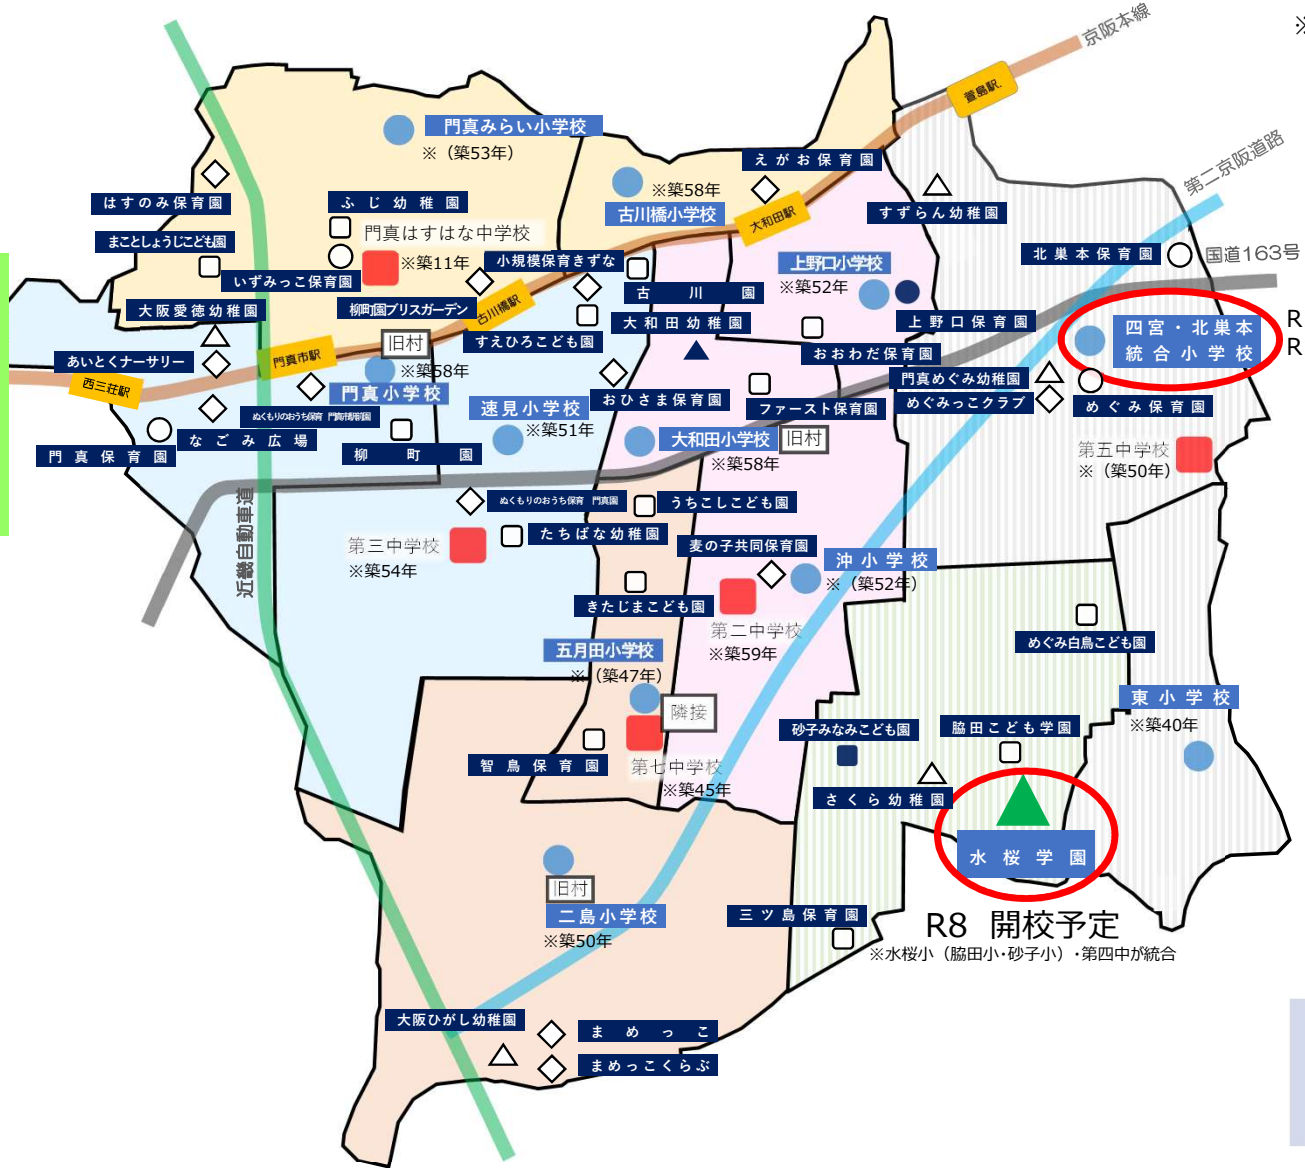 ※
京阪本線
萱島駅
門真みらい小学校
※（築53年）
第二京阪道路
えがお保育園
※築58年
古川橋小学校
はすのみ保育園
ふじ幼稚園
大和田駅
すずらん幼稚園
門真はすはな中学校
まことしょうじこども園
※築11年
小規模保育きずな
上野口小学校
北巣本保育園
国道163号
いずみっこ保育園
※築52年
大阪愛徳幼稚園
柳町園ブリスガーデン
古川橋駅
古川園
大和田幼稚園
上野口保育園
四宮・北巣本
統合小学校
R
R
旧村
すえひろこども園
おおわだ保育園
あいとくナーサリー
門真市駅
※築58年
門真めぐみ幼稚園
西三荘駅
門真小学校
速見小学校
おひさま保育園
ファースト保育園
めぐみっこクラブ
めぐみ保育園
なごみ広場
※築51年
門真保育園
柳町園
大和田小学校
旧村
第五中学校
※築58年
※（築50年）
ぬくもりのおうち保育　門真園
うちこしこども園
近畿自動車道
たちばな幼稚園
第三中学校
麦の子共同保育園
沖小学校
※築54年
※（築52年）
きたじまこども園
第二中学校
めぐみ白鳥こども園
五月田小学校
※築59年
※（築47年）
東小学校
隣接
※築40年
砂子みなみこども園
脇田こども学園
智鳥保育園
第七中学校
※築45年
さくら幼稚園
水桜学園
旧村
二島小学校
三ツ島保育園
R8 開校予定
※築50年
※水桜小（脇田小・砂子小）・第四中が統合
大阪ひがし幼稚園
まめっこ
まめっこくらぶ